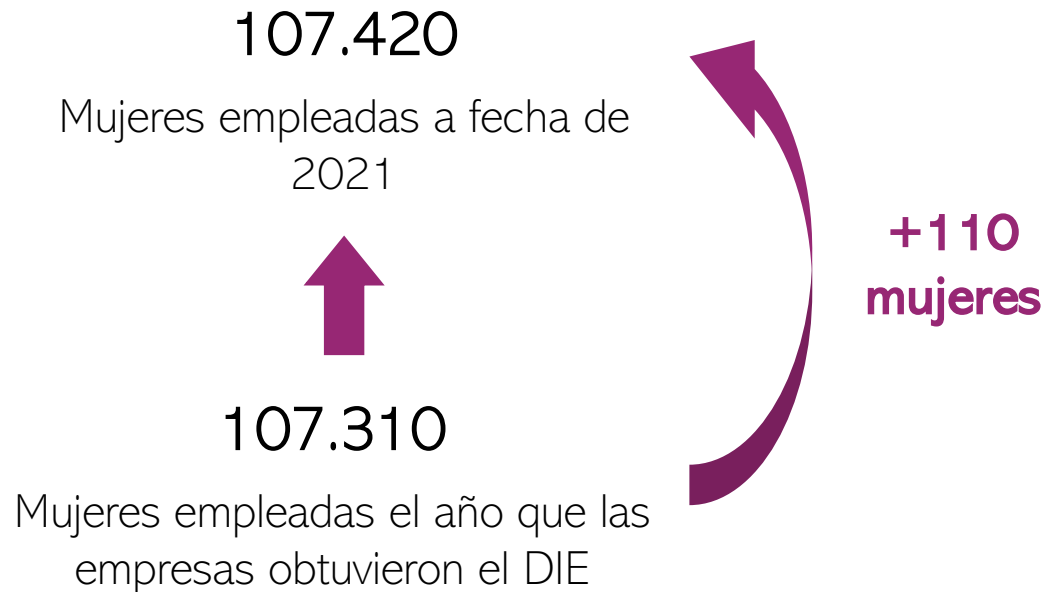 107.420
Mujeres empleadas a fecha de
2021
+110
mujeres
107.310
Mujeres empleadas el año que las
empresas obtuvieron el DIE